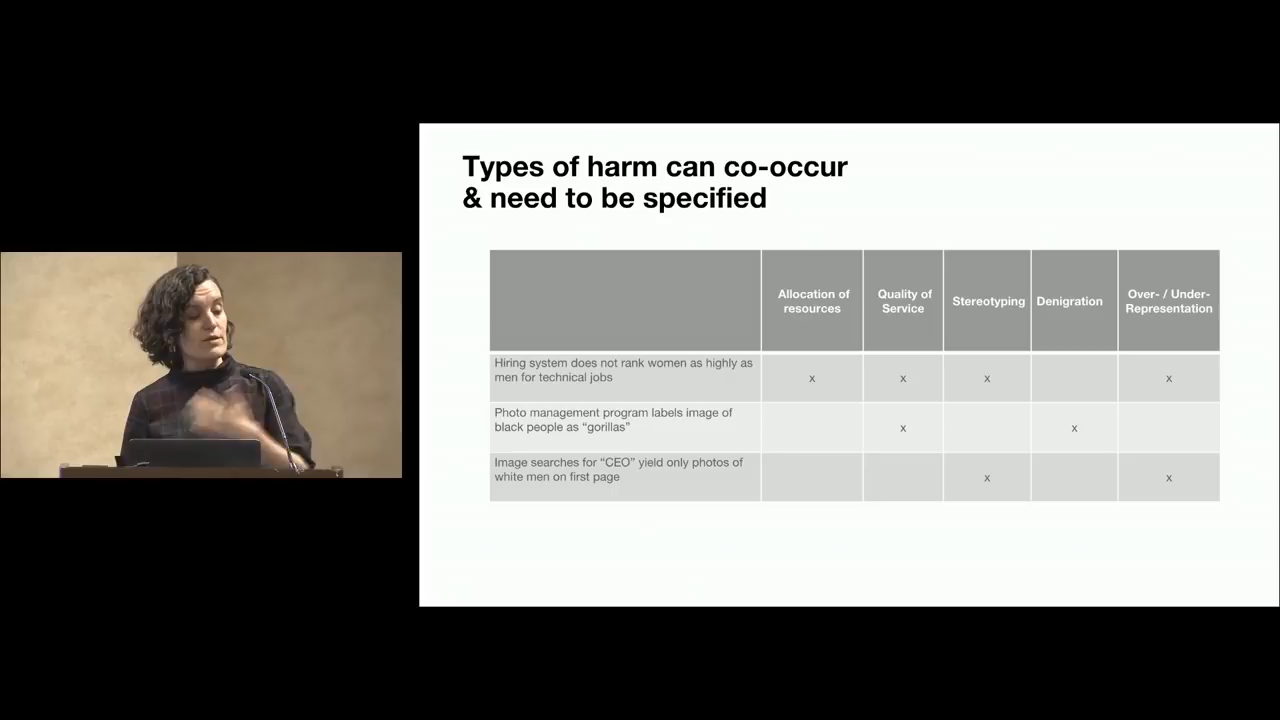 Types of harm can co-occur
& need to be specified
Allocation of
resources
Quality of
Service
Stereotyping
Denigration
Over- / Under-
Representation
Hiring system does not rank women as highly as
men for technical jobs
x
x
x
x
Photo management program labels image of
black people as “gorillas”
x
x
Image searches for “CEO” yield only photos of
white men on first page
x
x